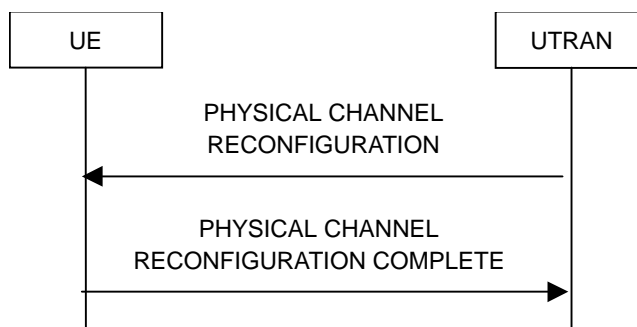 UE
UTRAN
PHYSICAL CHANNEL
RECONFIGURATION
PHYSICAL CHANNEL
RECONFIGURATION COMPLETE